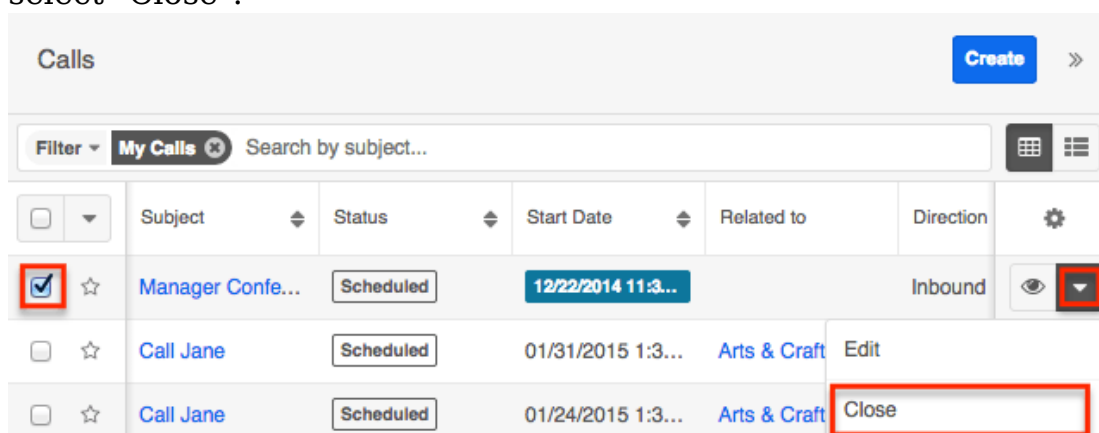 select "Close".
Calls Create
Filter My Calls Search by subject...
Subject Status Start Date Related to Direction
Manager Confe... Scheduled 12/22/2014 11:3... Inbound
Call Jane Scheduled 01/31/2015 1:3... Arts & Craft Edit
Call Jane Scheduled 01/24/2015 1:3... Arts & Craft Close